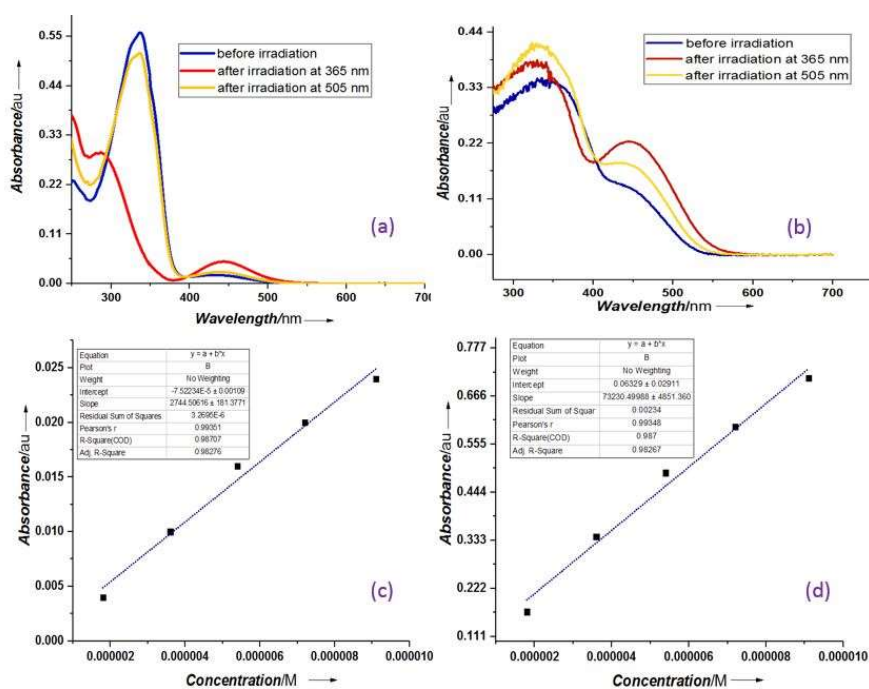 0.55
0.44
0.33
0.22
0.11
0.00
Absorbance/au
before irradiation
after irradiation at 365 nm
after irradiation at 505 nm
(a)
300 400 500 600 700
Wavelength/nm
0.44
0.33
0.22
0.11
0.00
Absorbance/au
before irradiation
after irradiation at 365 nm
after irradiation at 505 nm
(b)
300 400 500 600 700
Wavelength/nm
0.025
0.020
0.015
0.010
0.005
0.000
Absorbance/au
Equation y = a + b*x
Plot B
Weight No Weighting
Intercept -7.52234E-5 ± 0.00109
Slope 2744.50616 ± 181.3771
Residual Sum of Squares 3.2695E-6
Pearson's r 0.99351
R-Square(COD) 0.98707
Adj. R-Square 0.98276
(c)
0.000002 0.000004 0.000006 0.000008 0.000010
Concentration/M
0.777
0.666
0.555
0.444
0.333
0.222
0.111
Absorbance/au
Equation y = a + b*x
Plot B
Weight No Weighting
Intercept 0.06329 ± 0.02911
Slope 73230.49988 ± 4851.360
Residual Sum of Squar 0.00234
Pearson's r 0.99348
R-Square(COD) 0.987
Adj. R-Square 0.98267
(d)
0.000002 0.000004 0.000006 0.000008 0.000010
Concentration/M